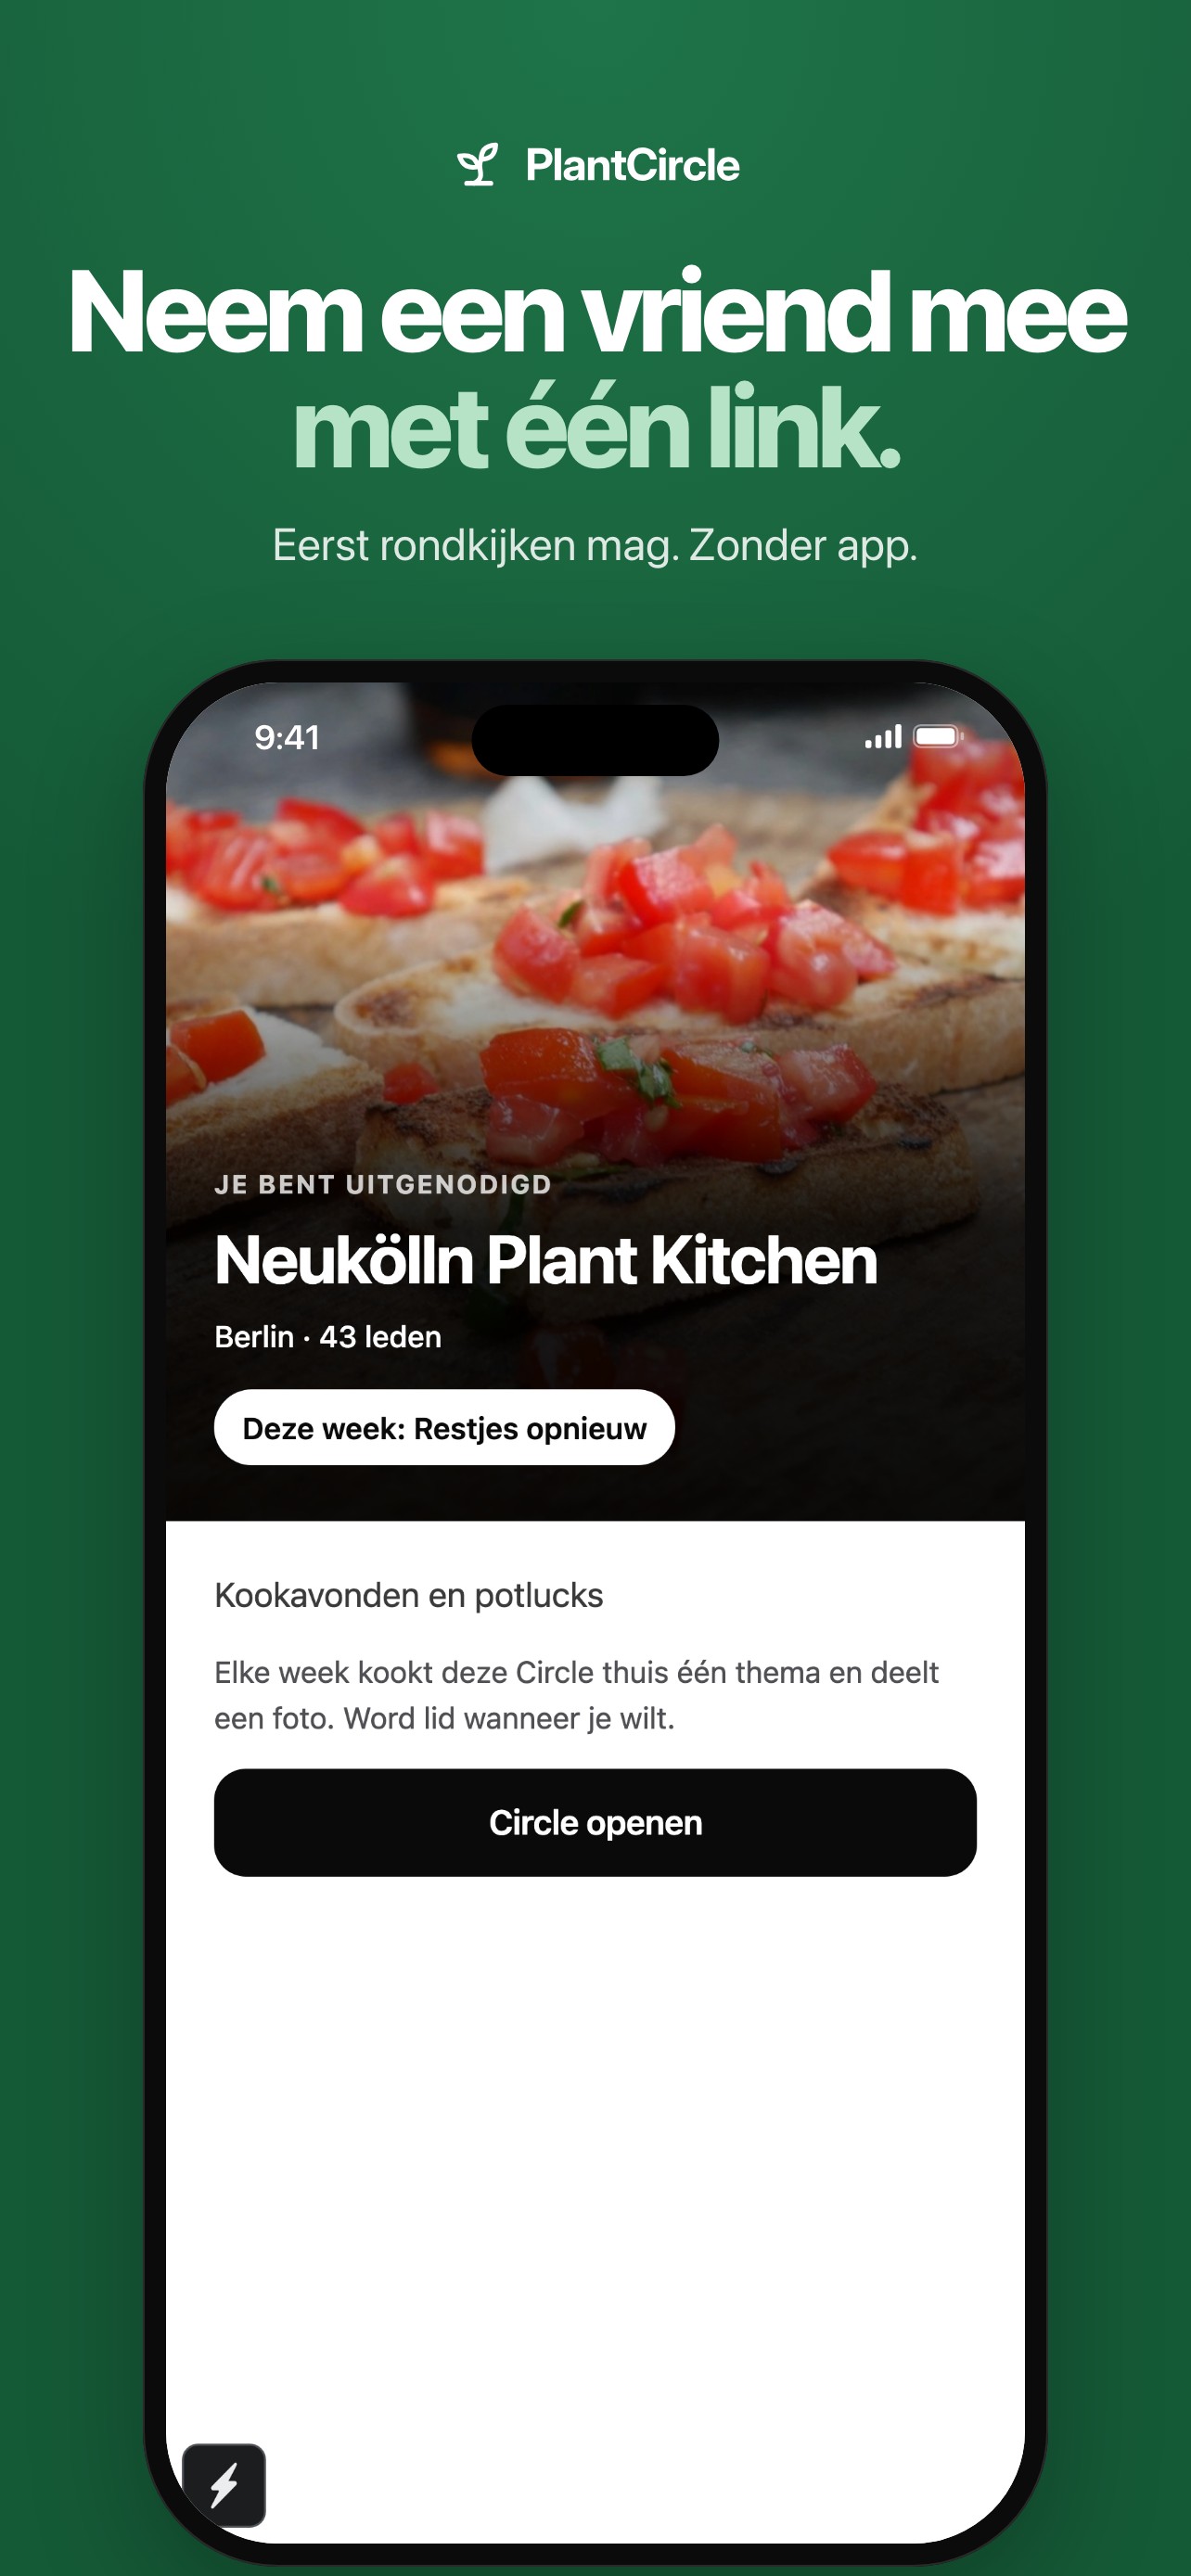 PlantCircle
Neem een vriend mee
met één link.
Eerst rondkijken mag. Zonder app.
9:41
JE BENT UITGENODIGD
Neukölln Plant Kitchen
Berlin · 43 leden
Deze week: Restjes opnieuw
Kookavonden en potlucks
Elke week kookt deze Circle thuis één thema en deelt
een foto. Word lid wanneer je wilt.
Circle openen